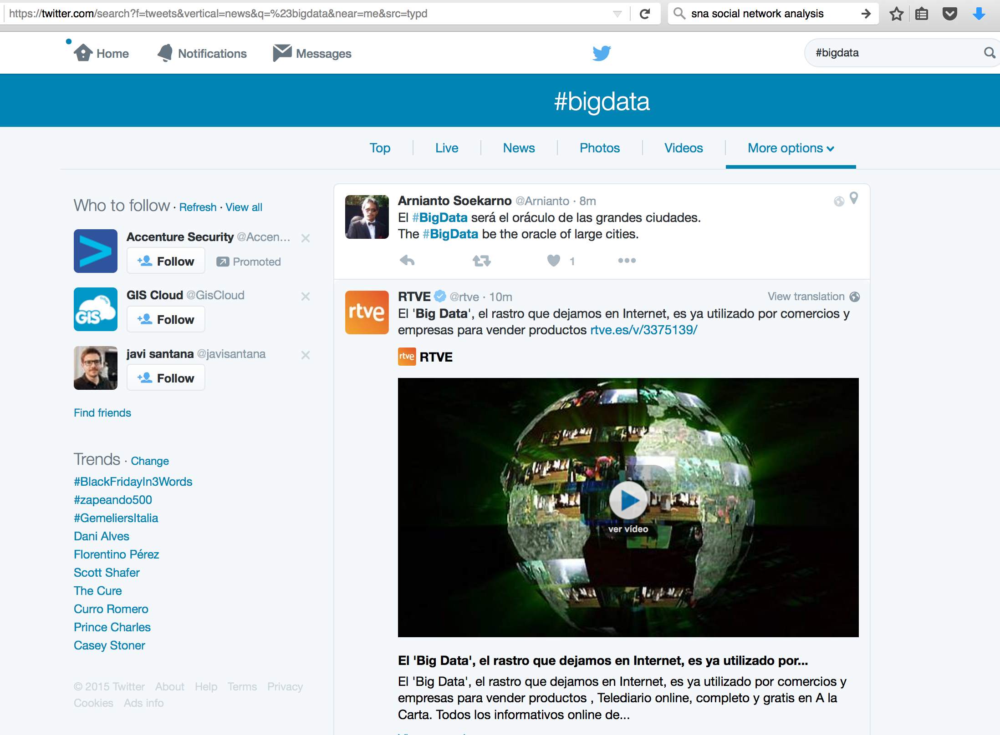 https://twitter.com/search?f=tweets&vertical=news&q=%23bigdata&near=me&src=typd
sna social network analysis
Home
Notifications
Messages
#bigdata
#bigdata
Top
Live
News
Photos
Videos
More options
Who to follow · Refresh · View all
Accenture Security @Accen...
Follow
Promoted
GIS
GIS Cloud @GisCloud
Follow
javi santana @javisantana
Follow
Find friends
Trends · Change
#BlackFridayIn3Words
#zapeando500
#GemeliersItalia
Dani Alves
Florentino Pérez
Scott Shafer
The Cure
Curro Romero
Prince Charles
Casey Stoner
© 2015 Twitter About Help Terms Privacy
Cookies Ads info
Arnianto Soekarno @Arnianto · 8m
El #BigData será el oráculo de las grandes ciudades.
The #BigData be the oracle of large cities.
1
rtve
RTVE @rtve · 10m
View translation
El 'Big Data', el rastro que dejamos en Internet, es ya utilizado por comercios y
empresas para vender productos rtve.es/v/3375139/
rtve
RTVE
ver vídeo
El 'Big Data', el rastro que dejamos en Internet, es ya utilizado por...
El 'Big Data', el rastro que dejamos en Internet, es ya utilizado por comercios y
empresas para vender productos , Telediario online, completo y gratis en A la
Carta. Todos los informativos online de...